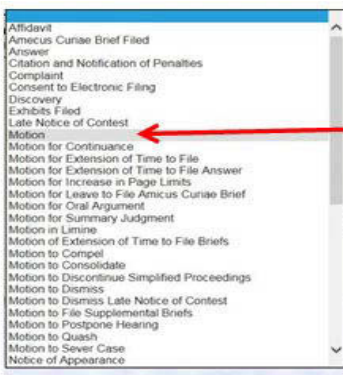 Affidavit
Amecus Curiae Brief Filed
Answer
Citation and Notification of Penalties
Complaint
Consent to Electronic Filing
Discovery
Exhibits Filed
Late Notice of Contest
Motion
Motion for Continuance
Motion for Extension of Time to File
Motion for Extension of Time to File Answer
Motion for Increase in Page Limits
Motion for Leave to File Amicus Curiae Brief
Motion for Oral Argument
Motion for Summary Judgment
Motion in Limine
Motion of Extension of Time to File Briefs
Motion to Compel
Motion to Consolidate
Motion to Discontinue Simplified Proceedings
Motion to Dismiss
Motion to Dismiss Late Notice of Contest
Motion to File Supplemental Briefs
Motion to Postpone Hearing
Motion to Quash
Motion to Sever Case
Notice of Appearance